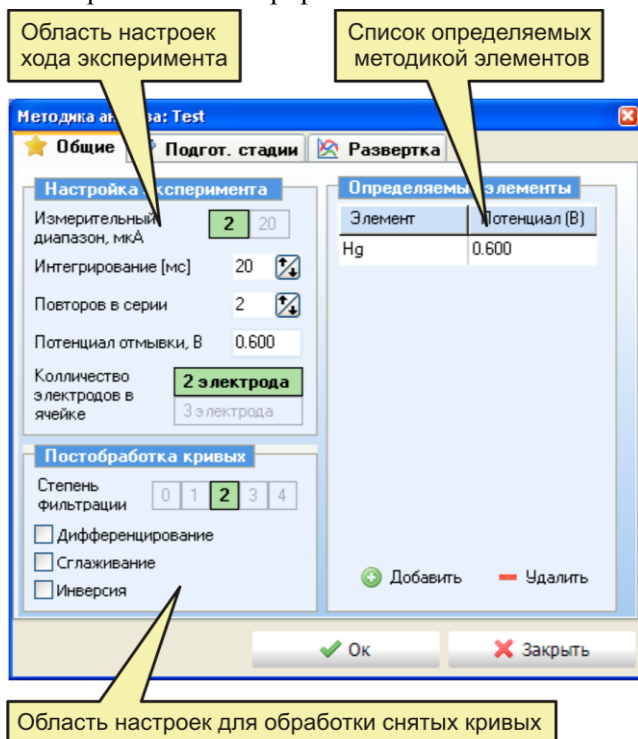 Область настроек
хода эксперимента
Список определяемых
методикой элементов
Методика ан за: Test
Общие
Подгот. стадии
Развертка
Настройка эксперимента
Измерительный
диапазон, мкА
2 20
Интегрирование [мс] 20
Повторов в серии 2
Потенциал отмывки, В 0.600
Колличество
электродов в
ячейке
2 электрода
3 электрода
Постобработка кривых
Степень
фильтрации
0 1 2 3 4
Дифференцирование
Сглаживание
Инверсия
Определяемы элементы
Элемент Потенциал (В)
Hg 0.600
Добавить Удалить
Ок Закрыть
Область настроек для обработки снятых кривых